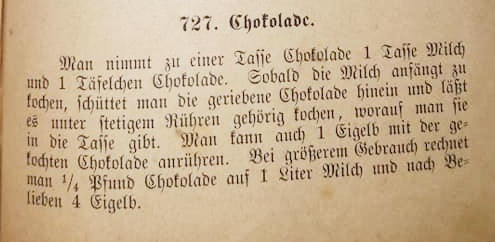 727. Chokolade.
Man nimmt zu einer Tasse Chokolade 1 Tasse Milch
und 1 Täfelchen Chokolade. Sobald die Milch anfängt zu
kochen, schüttet man die geriebene Chokolade hinein und läßt
es unter stetigem Rühren gehörig kochen, worauf man sie
in die Tasse gibt. Man kann auch 1 Eigelb mit der ge-
kochten Chokolade anrühren. Bei größerem Gebrauch rechnet
man 1/4 Pfund Chokolade auf 1 Liter Milch und nach Be-
lieben 4 Eigelb.